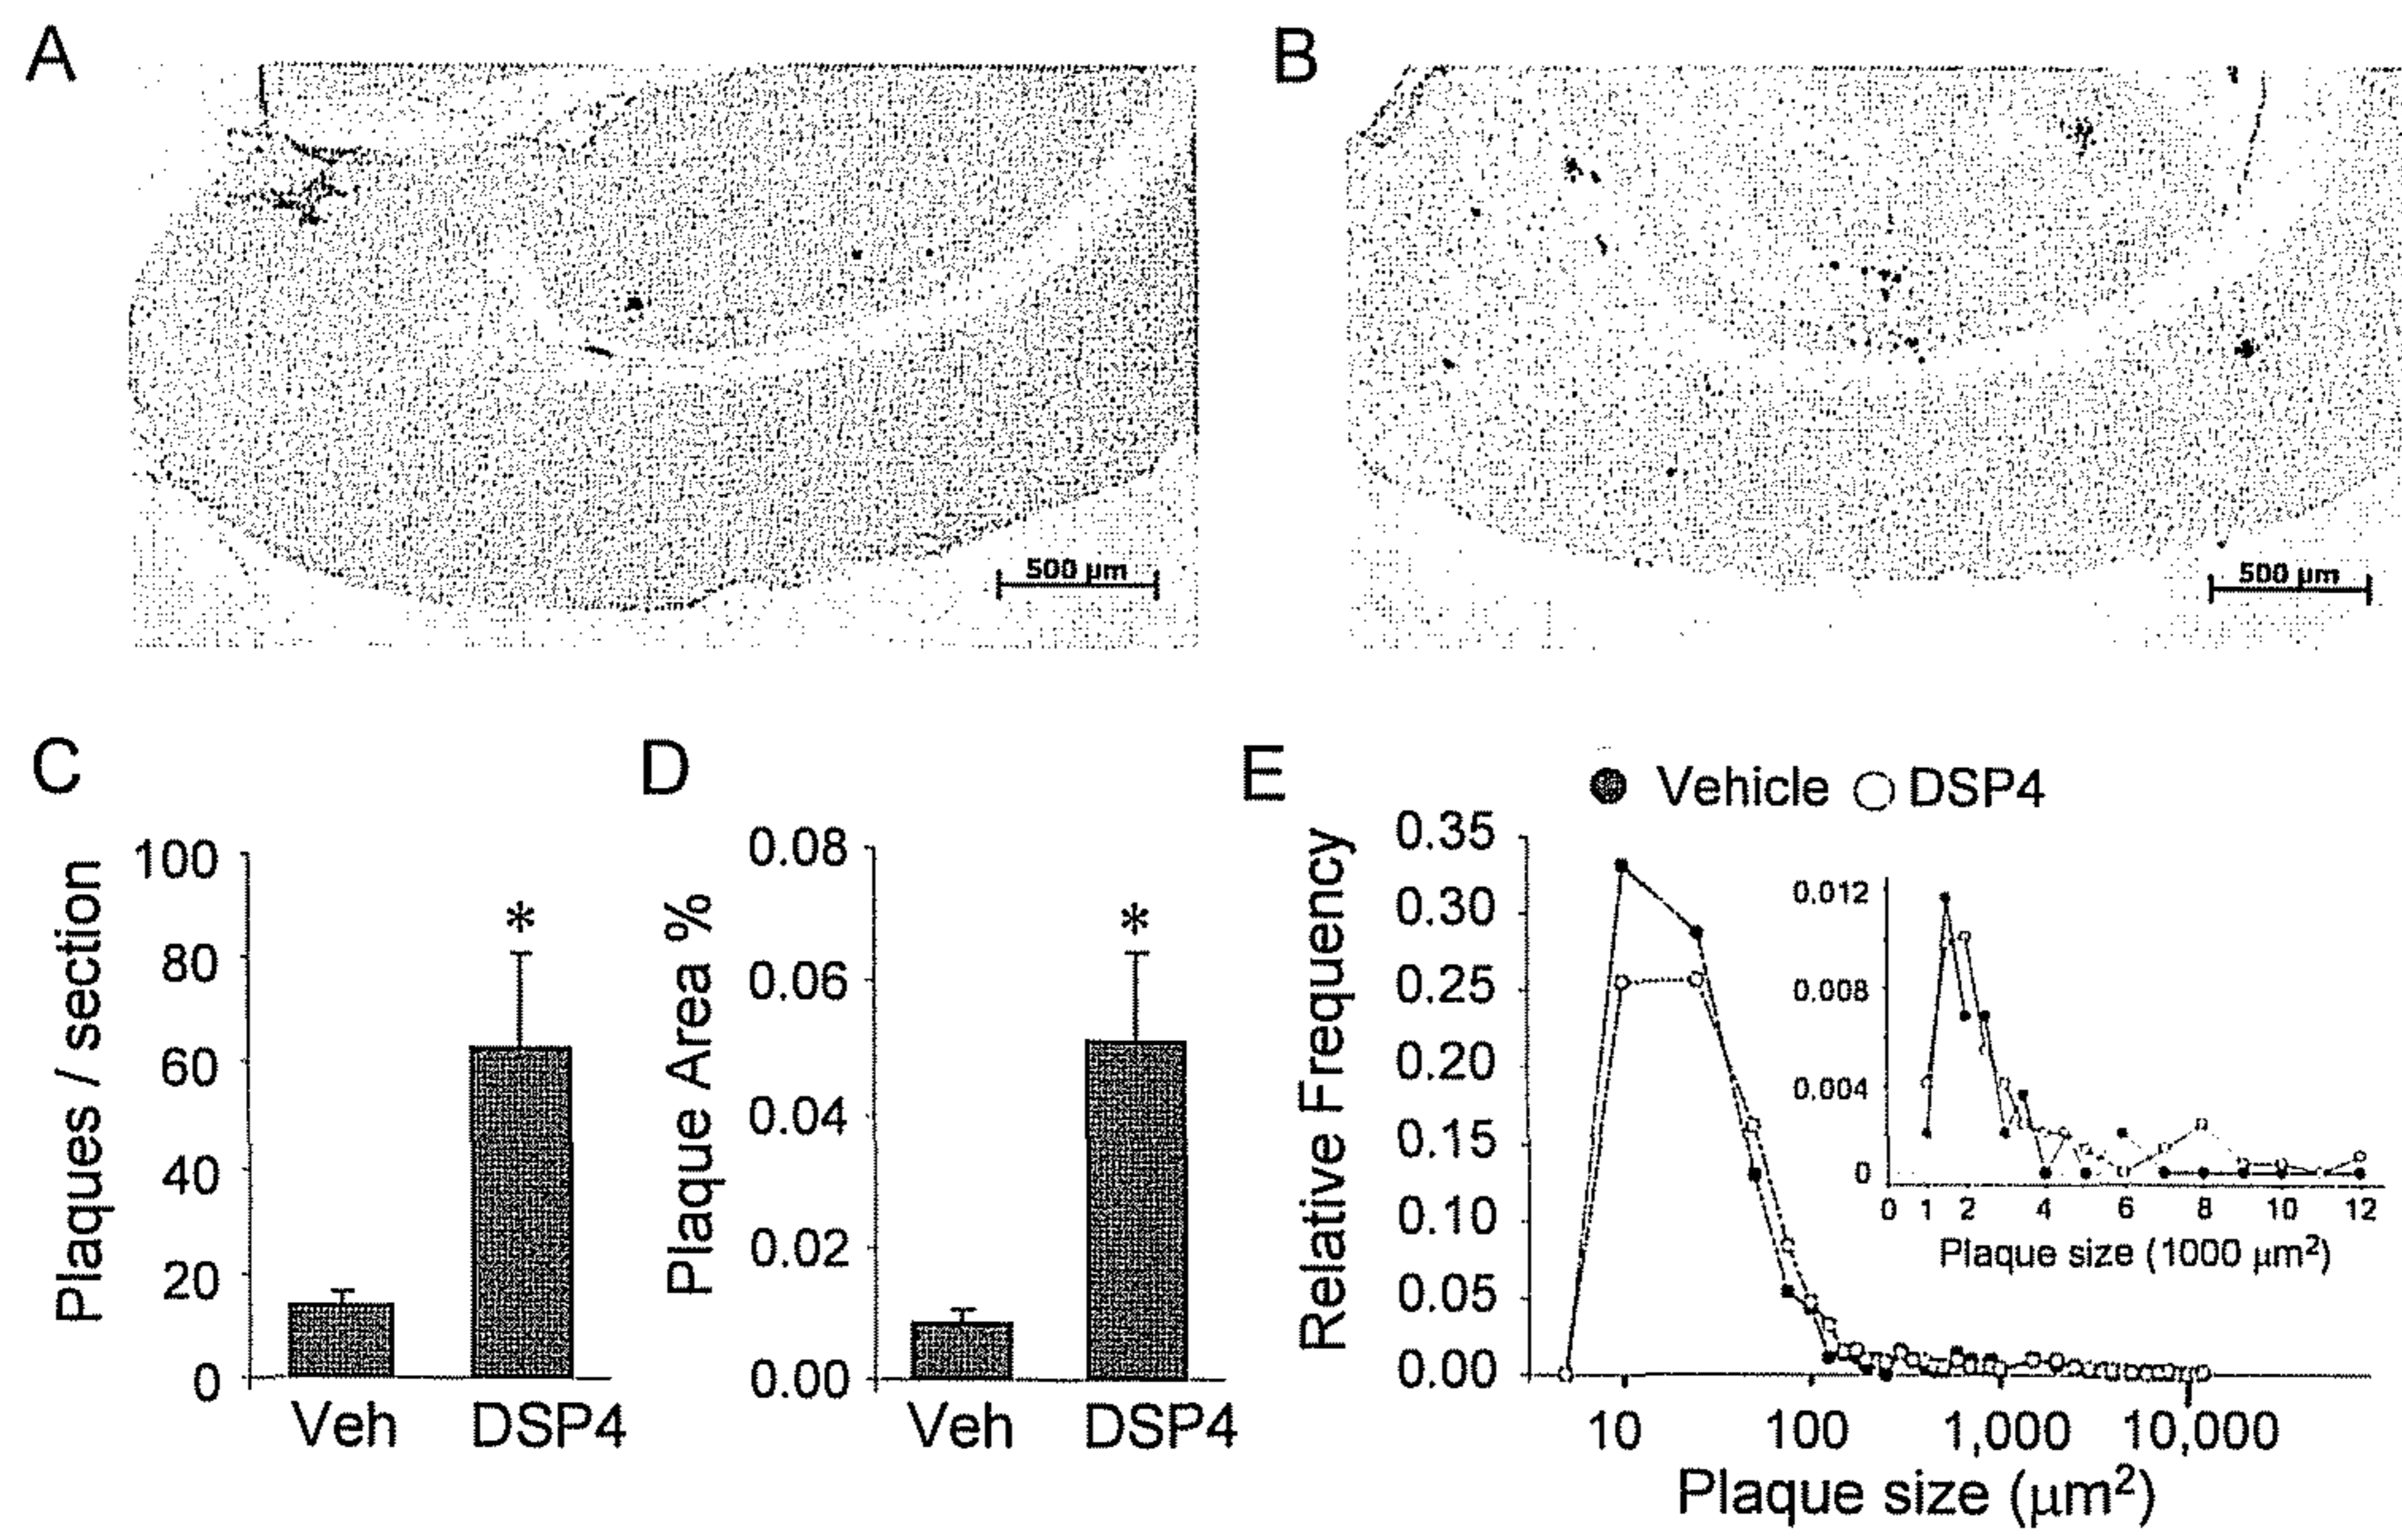 A
B
500 µm
500 µm
C
D
E
Vehicle DSP4
Plaques / section
100
80
60
40
20
0
Veh DSP4
*
Plaque Area %
0.08
0.06
0.04
0.02
0.00
Veh DSP4
*
Relative Frequency
0.35
0.30
0.25
0.20
0.15
0.10
0.05
0.00
10 100 1,000 10,000
Plaque size (µm²)
0.012
0.008
0.004
0
0 1 2 4 6 8 10 12
Plaque size (1000 µm²)